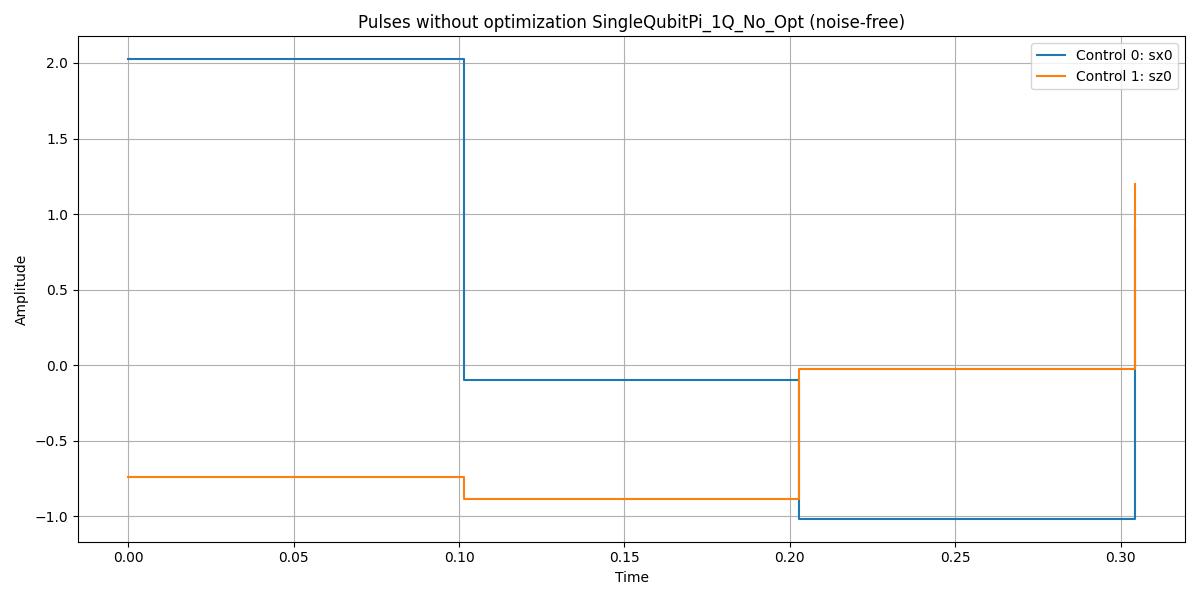 Pulses without optimization SingleQubitPi_1Q_No_Opt (noise-free)
Control 0: sx0
Control 1: sz0
Amplitude
2.0
1.5
1.0
0.5
0.0
−0.5
−1.0
0.00 0.05 0.10 0.15 0.20 0.25 0.30
Time